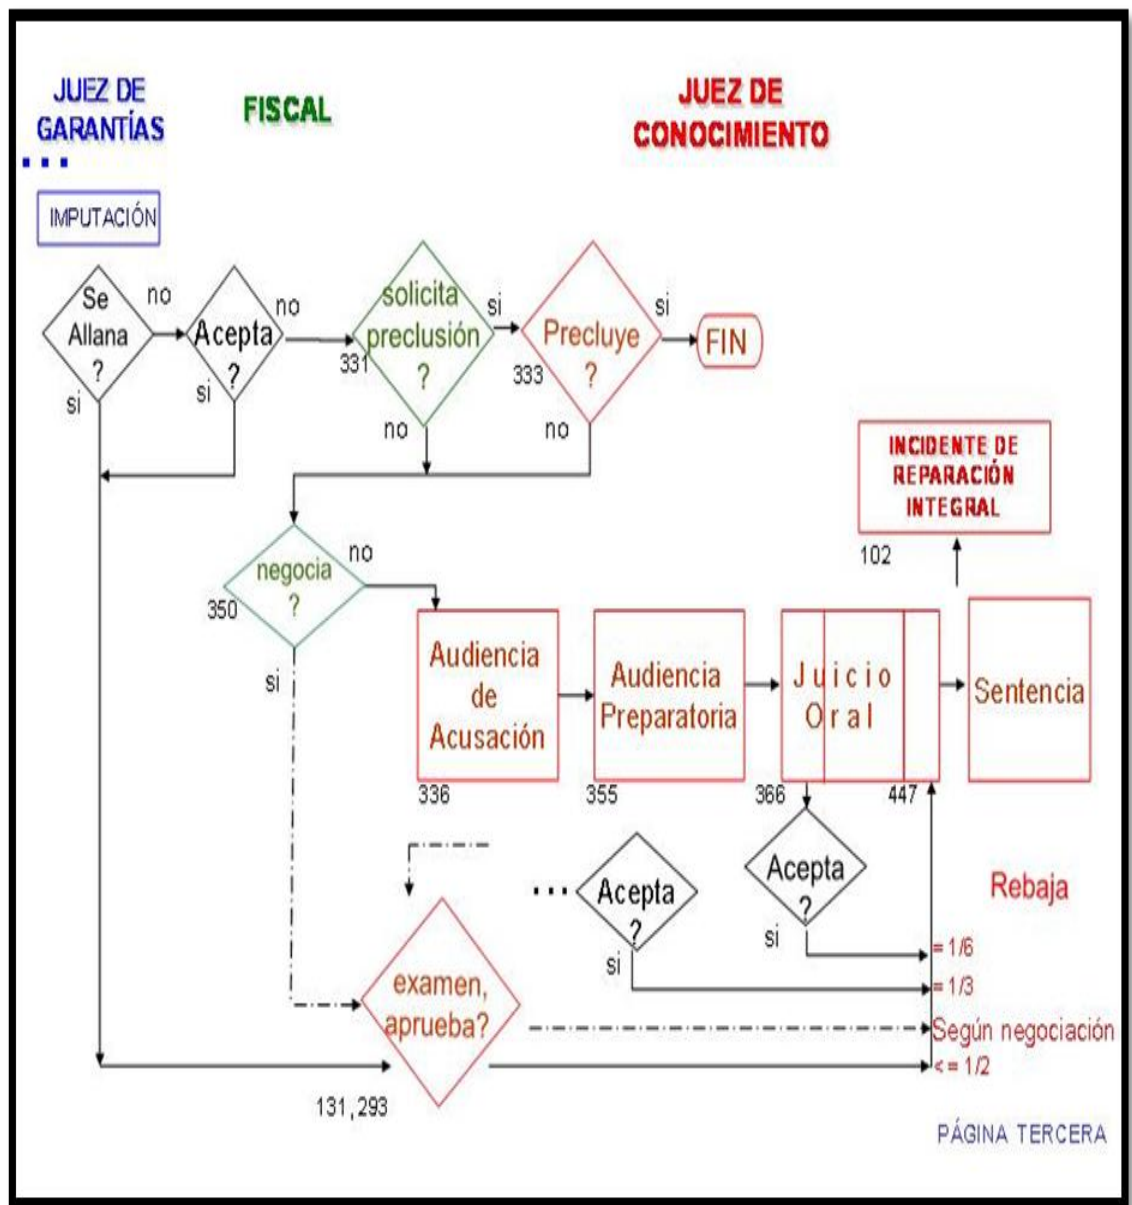 JUEZ DE
GARANTÍAS
...
FISCAL
JUEZ DE
CONOCIMIENTO
IMPUTACIÓN
Se
Allana
?
no
si
Acepta
?
no
si
solicita
preclusión
?
331
si
no
Precluye
?
333
si
no
FIN
INCIDENTE DE
REPARACIÓN
INTEGRAL
102
negocia
?
350
no
si
Audiencia
de
Acusación
336
Audiencia
Preparatoria
355
Juicio
Oral
366
447
Sentencia
...
Acepta
?
si
Acepta
?
si
Rebaja
= 1/6
= 1/3
Según negociación
< = 1/2
examen,
aprueba?
131,293
PÁGINA TERCERA